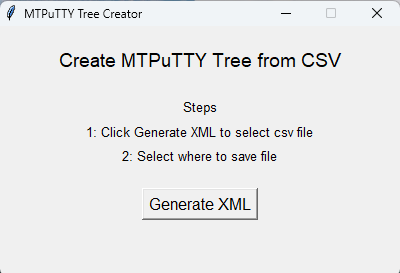 MTPuTTY Tree Creator
Create MTPuTTY Tree from CSV
Steps
1: Click Generate XML to select csv file
2: Select where to save file
Generate XML